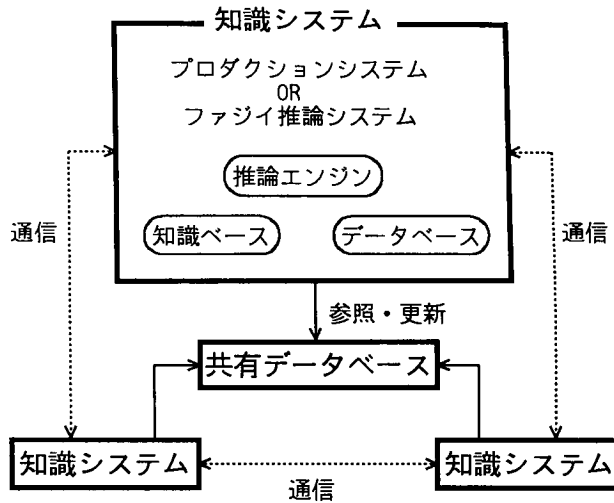 知識システム
プロダクションシステム
OR
ファジイ推論システム
推論エンジン
知識ベース
データベース
通信
通信
参照・更新
共有データベース
知識システム
知識システム
通信